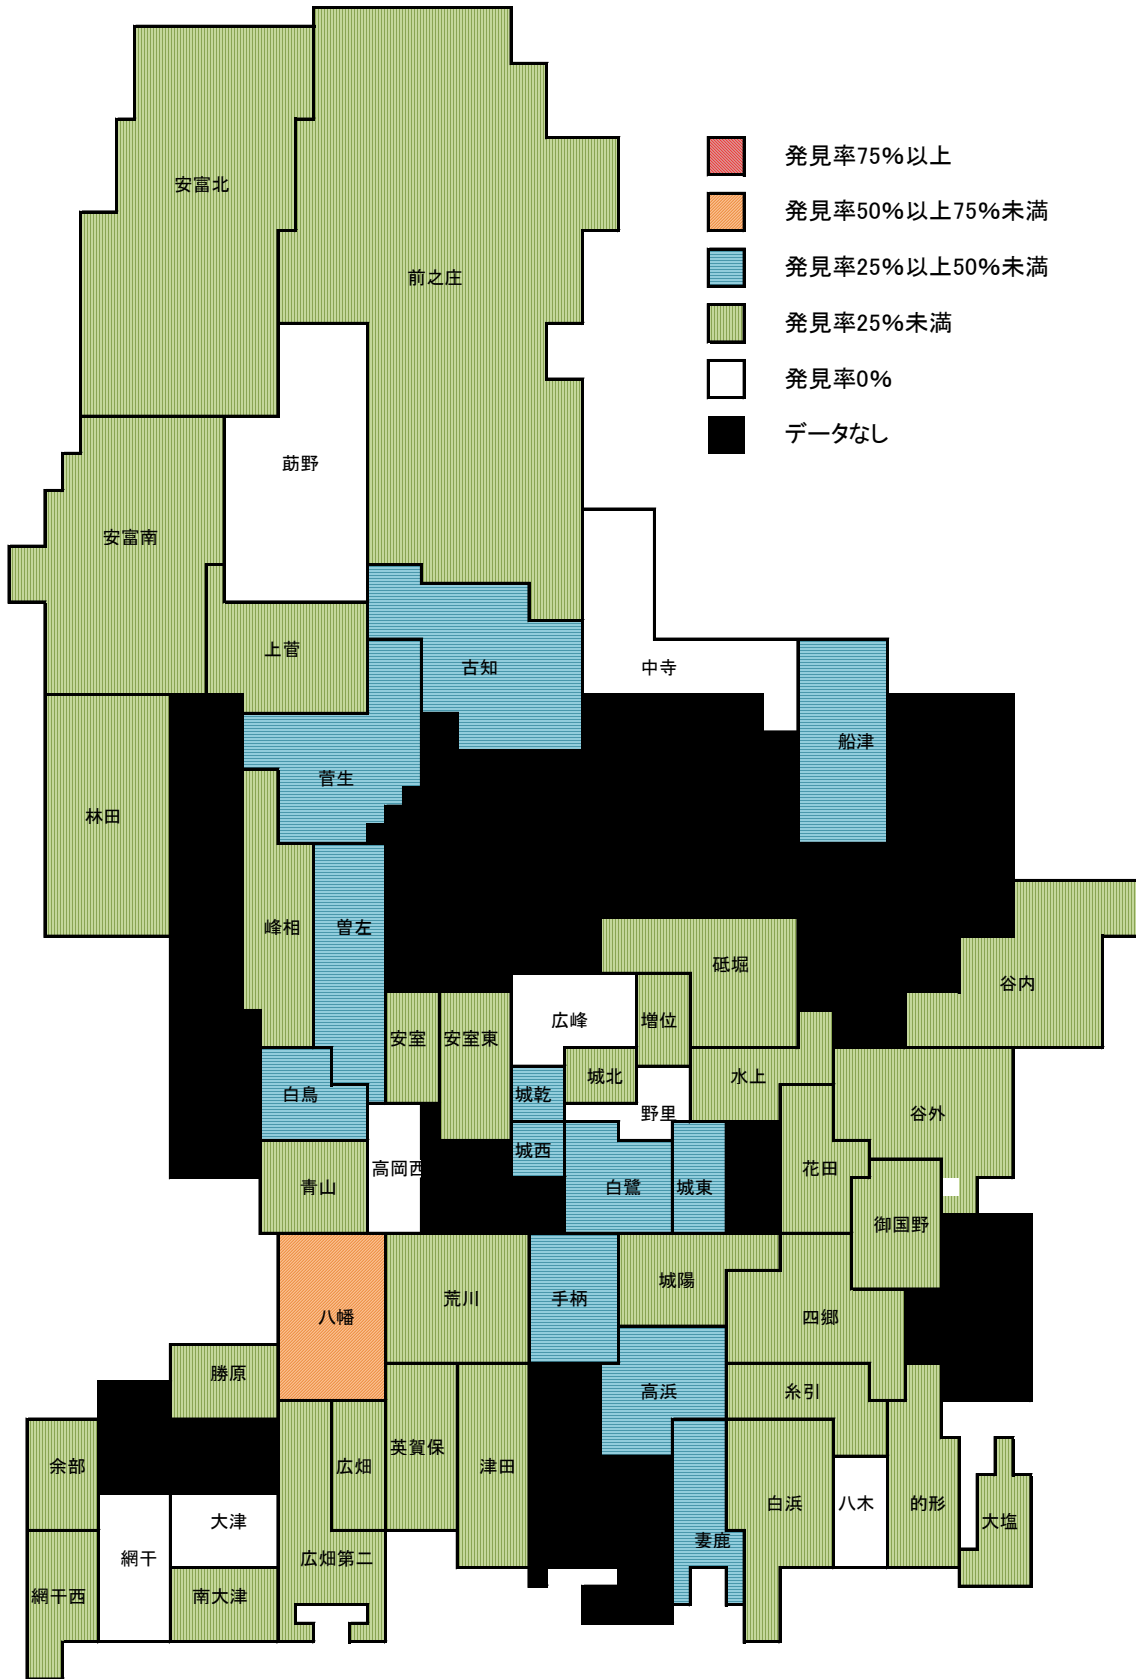 発見率75%以上
発見率50%以上75%未満
発見率25%以上50%未満
発見率25%未満
発見率0%
データなし
安富北
前之庄
莇野
安富南
上菅
古知
中寺
船津
菅生
林田
峰相
曽左
砥堀
谷内
安室
安室東
広峰
増位
城北
水上
白鳥
城乾
野里
谷外
城西
高岡西
青山
白鷺
城東
花田
御国野
八幡
荒川
手柄
城陽
四郷
勝原
高浜
糸引
余部
広畑
英賀保
津田
白浜
八木
的形
大塩
大津
網干
広畑第二
妻鹿
網干西
南大津